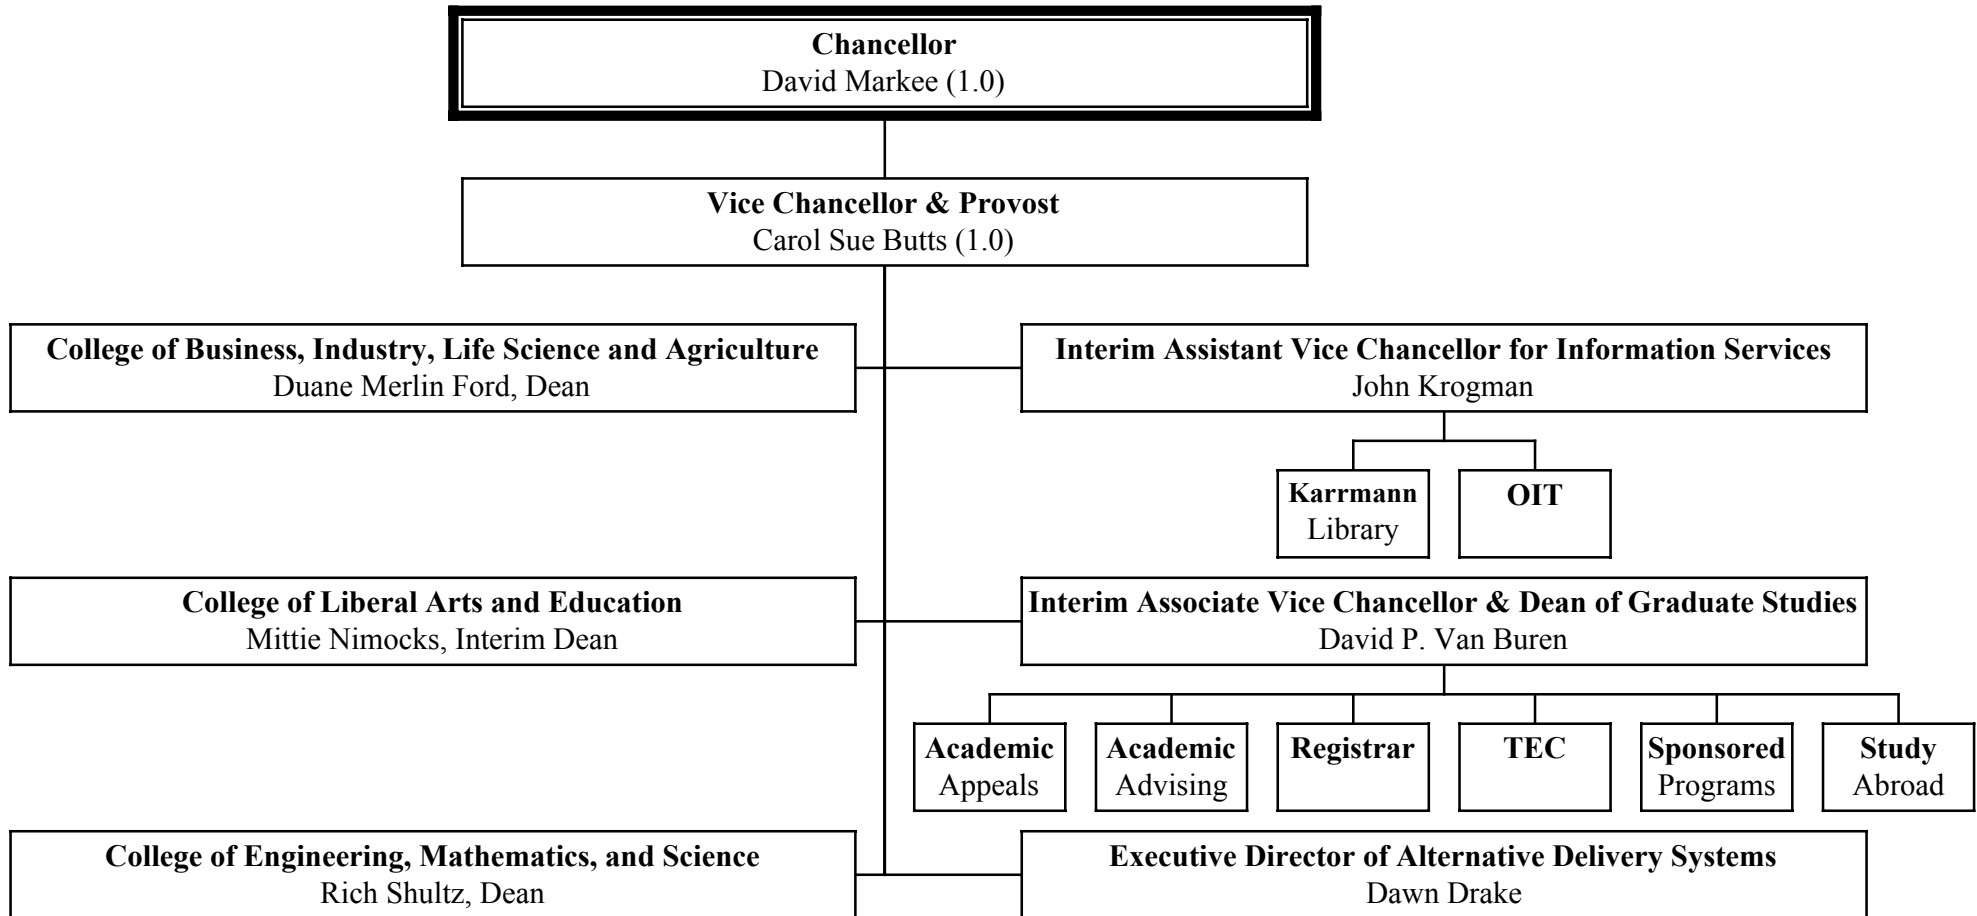 Chancellor
David Markee (1.0)
Vice Chancellor & Provost
Carol Sue Butts (1.0)
College of Business, Industry, Life Science and Agriculture
Duane Merlin Ford, Dean
Interim Assistant Vice Chancellor for Information Services
John Krogman
Karrmann
Library
OIT
College of Liberal Arts and Education
Mittie Nimocks, Interim Dean
Interim Associate Vice Chancellor & Dean of Graduate Studies
David P. Van Buren
Academic
Appeals
Academic
Advising
Registrar
TEC
Sponsored
Programs
Study
Abroad
College of Engineering, Mathematics, and Science
Rich Shultz, Dean
Executive Director of Alternative Delivery Systems
Dawn Drake